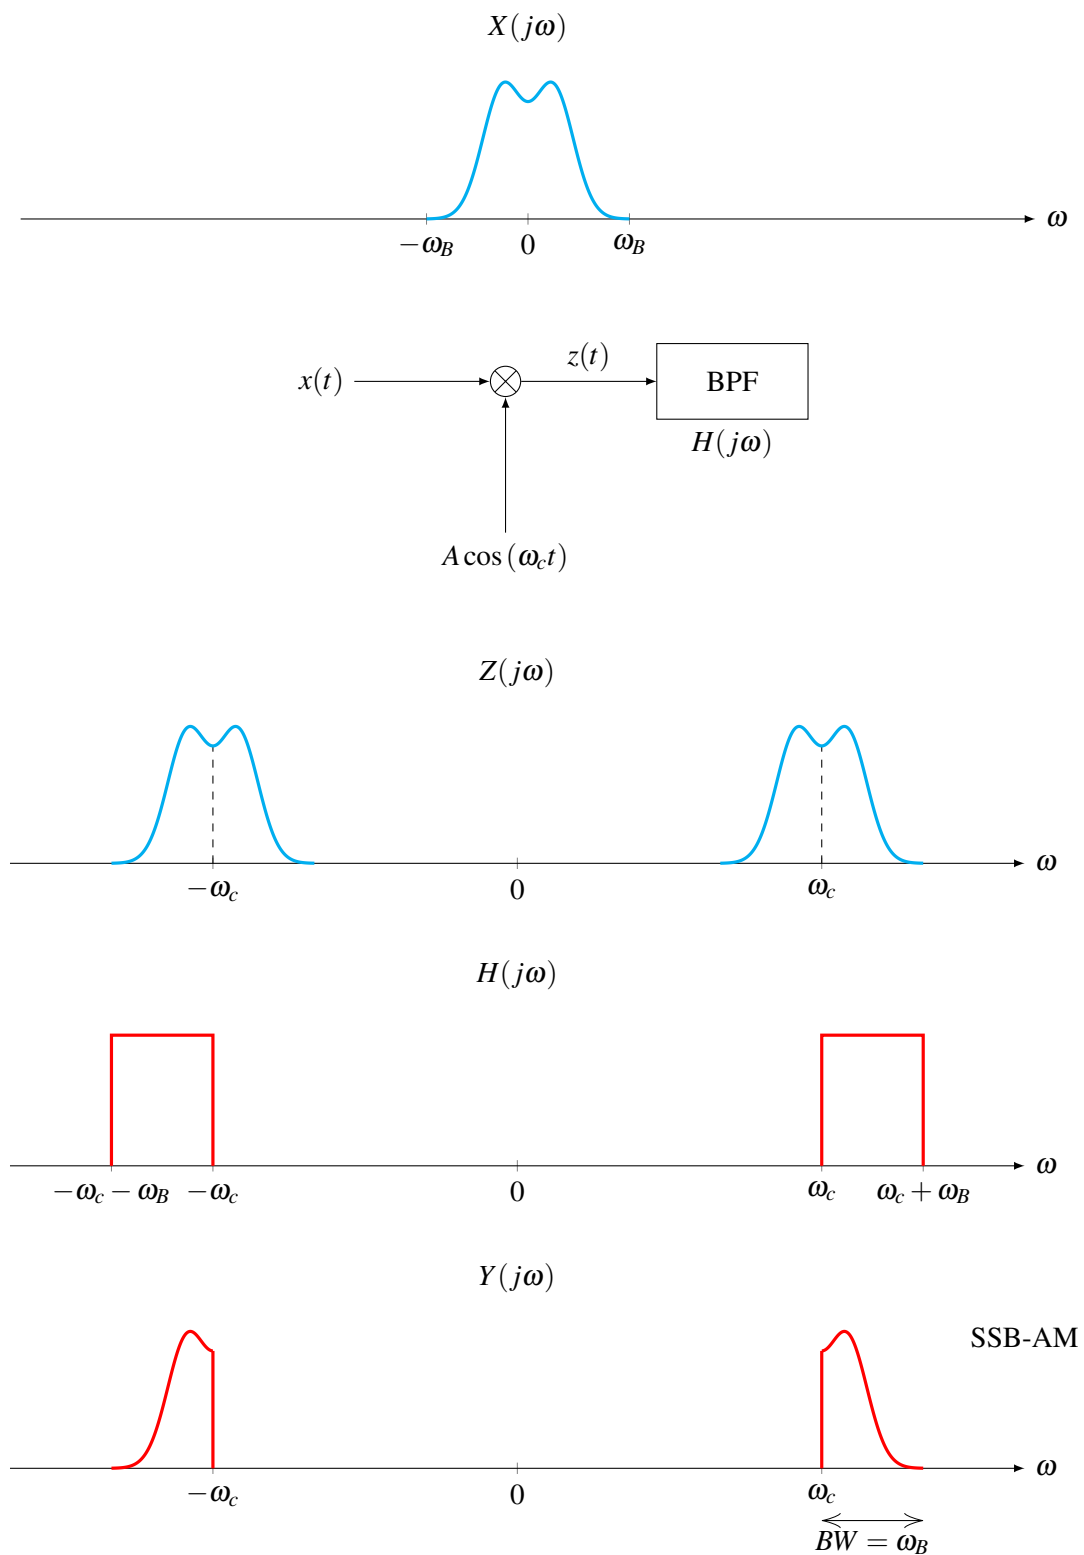 X(jω)
ω
−ω_B 0 ω_B
x(t) z(t) BPF
H(jω)
A cos(ω_c t)
Z(jω)
ω
−ω_c 0 ω_c
H(jω)
ω
−ω_c − ω_B −ω_c 0 ω_c ω_c + ω_B
Y(jω)
SSB-AM
ω
−ω_c 0 ω_c
BW = ω_B